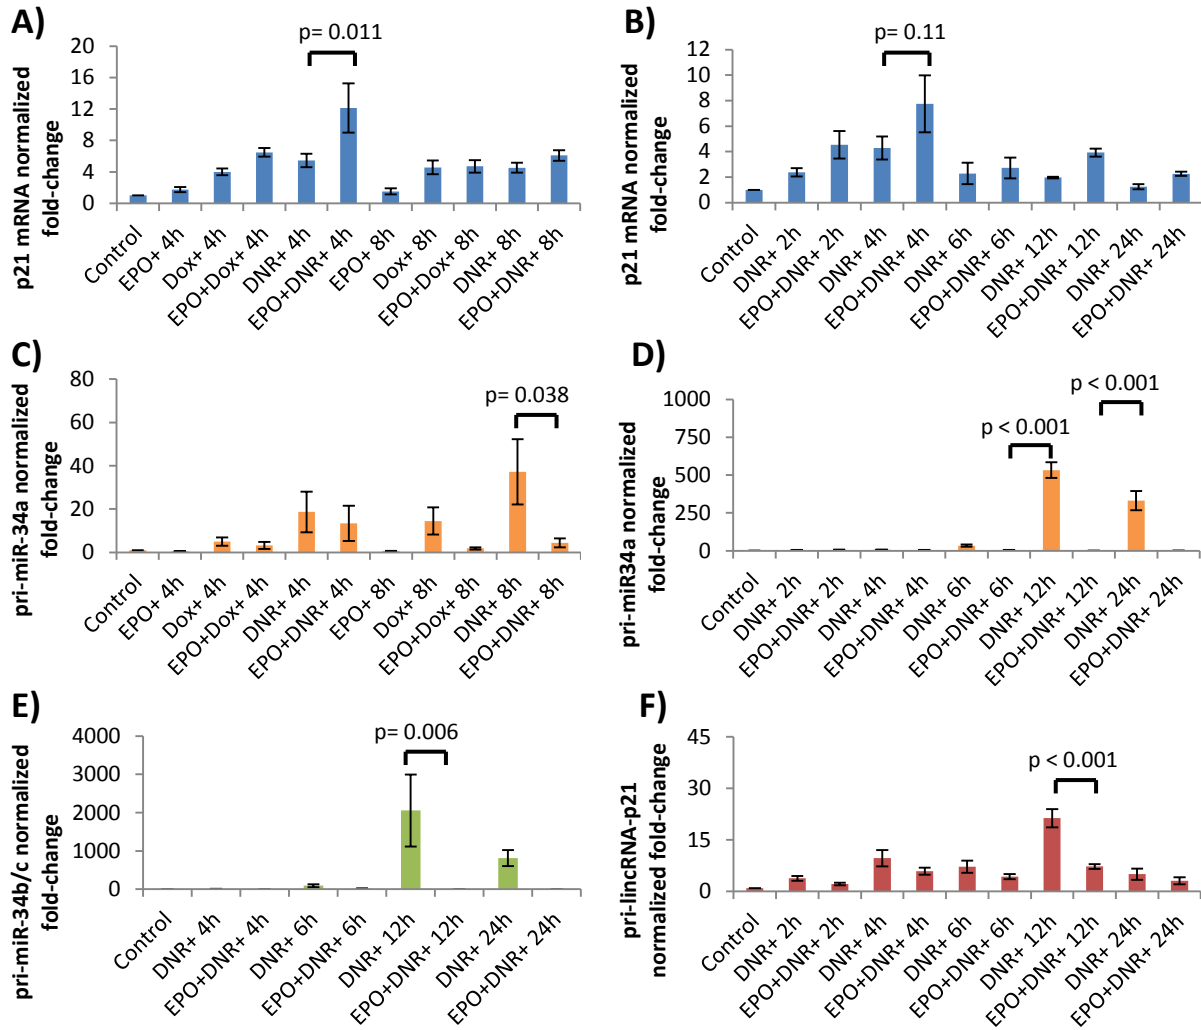 A)
p= 0.011
p21 mRNA normalized
fold-change
20
16
12
8
4
0
Control
EPO+ 4h
Dox+ 4h
EPO+Dox+ 4h
DNR+ 4h
EPO+DNR+ 4h
EPO+ 8h
Dox+ 8h
EPO+Dox+ 8h
DNR+ 8h
EPO+DNR+ 8h
B)
p= 0.11
p21 mRNA normalized
fold-change
12
10
8
6
4
2
0
Control
DNR+ 2h
EPO+DNR+ 2h
DNR+ 4h
EPO+DNR+ 4h
DNR+ 6h
EPO+DNR+ 6h
DNR+ 12h
EPO+DNR+ 12h
DNR+ 24h
EPO+DNR+ 24h
C)
p= 0.038
pri-miR-34a normalized
fold-change
80
60
40
20
0
Control
EPO+ 4h
Dox+ 4h
EPO+Dox+ 4h
DNR+ 4h
EPO+DNR+ 4h
EPO+ 8h
Dox+ 8h
EPO+Dox+ 8h
DNR+ 8h
EPO+DNR+ 8h
D)
p < 0.001
p < 0.001
pri-miR34a normalized
fold-change
1000
750
500
250
0
Control
DNR+ 2h
EPO+DNR+ 2h
DNR+ 4h
EPO+DNR+ 4h
DNR+ 6h
EPO+DNR+ 6h
DNR+ 12h
EPO+DNR+ 12h
DNR+ 24h
EPO+DNR+ 24h
E)
p= 0.006
pri-miR-34b/c normalized
fold-change
4000
3000
2000
1000
0
Control
DNR+ 4h
EPO+DNR+ 4h
DNR+ 6h
EPO+DNR+ 6h
DNR+ 12h
EPO+DNR+ 12h
DNR+ 24h
EPO+DNR+ 24h
F)
p < 0.001
pri-lincRNA-p21
normalized fold-change
45
30
15
0
Control
DNR+ 2h
EPO+DNR+ 2h
DNR+ 4h
EPO+DNR+ 4h
DNR+ 6h
EPO+DNR+ 6h
DNR+ 12h
EPO+DNR+ 12h
DNR+ 24h
EPO+DNR+ 24h